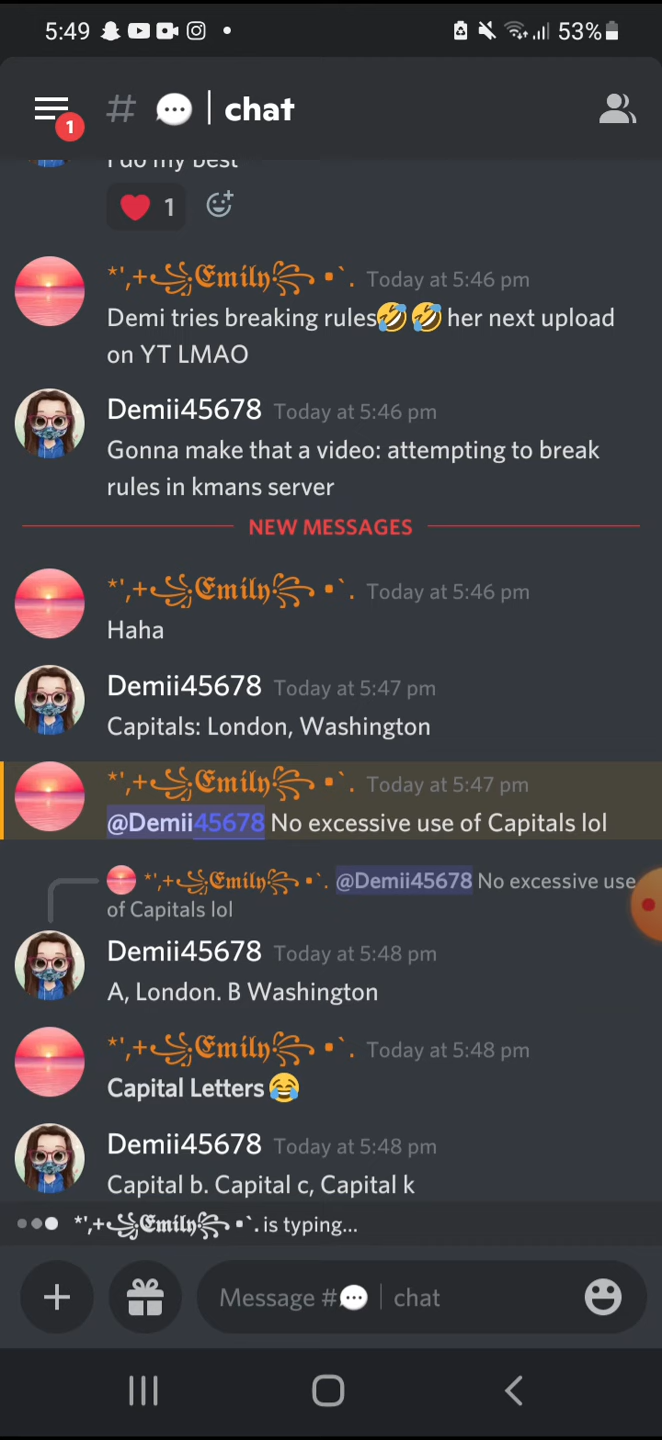 5:49
53%
1
# 💬 | chat
I do my best
❤️ 1
*',+꧁𝕰𝖒𝖎𝖑𝖞꧂▪︎`. Today at 5:46 pm
Demi tries breaking rules🤣🤣 her next upload
on YT LMAO
Demii45678 Today at 5:46 pm
Gonna make that a video: attempting to break
rules in kmans server
NEW MESSAGES
*',+꧁𝕰𝖒𝖎𝖑𝖞꧂▪︎`. Today at 5:46 pm
Haha
Demii45678 Today at 5:47 pm
Capitals: London, Washington
*',+꧁𝕰𝖒𝖎𝖑𝖞꧂▪︎`. Today at 5:47 pm
@Demii45678 No excessive use of Capitals lol
*',+꧁𝕰𝖒𝖎𝖑𝖞꧂▪︎`. @Demii45678 No excessive use
of Capitals lol
Demii45678 Today at 5:48 pm
A, London. B Washington
*',+꧁𝕰𝖒𝖎𝖑𝖞꧂▪︎`. Today at 5:48 pm
Capital Letters😂
Demii45678 Today at 5:48 pm
Capital b. Capital c, Capital k
*',+꧁𝕰𝖒𝖎𝖑𝖞꧂▪︎`. is typing...
Message #💬 | chat